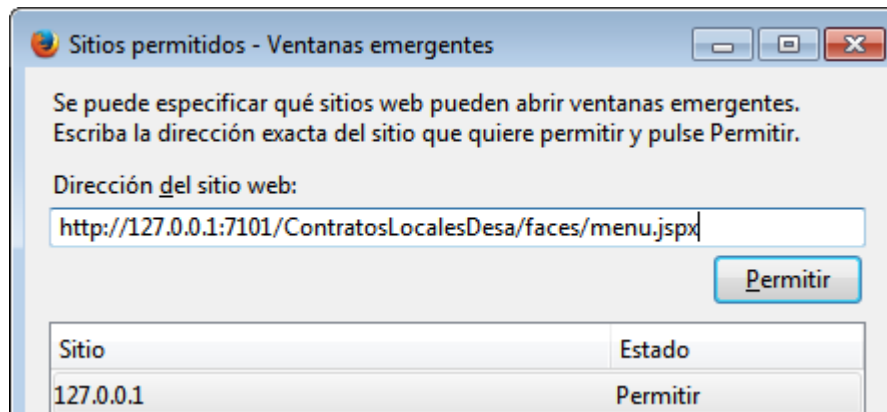 Sitios permitidos - Ventanas emergentes
Se puede especificar qué sitios web pueden abrir ventanas emergentes.
Escriba la dirección exacta del sitio que quiere permitir y pulse Permitir.
Dirección del sitio web:
http://127.0.0.1:7101/ContratosLocalesDesa/faces/menu.jspx
Permitir
Sitio Estado
127.0.0.1 Permitir